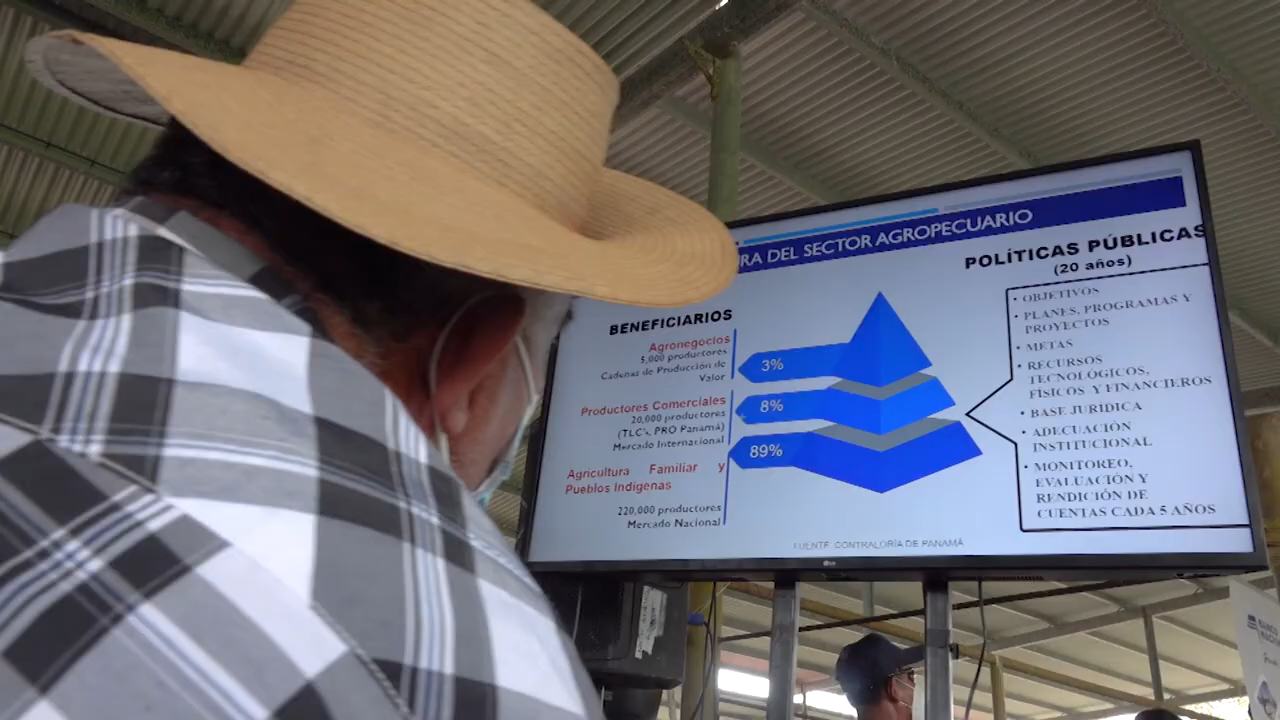 RA DEL SECTOR AGROPECUARIO
POLÍTICAS PÚBLICAS
(20 años)
BENEFICIARIOS
Agronegocios
5,000 productores
Cadenas de Producción de
Valor
3%
Productores Comerciales
20,000 productores
(TLC's, PRO Panamá)
Mercado Internacional
8%
Agricultura Familiar y
Pueblos Indígenas
220,000 productores
Mercado Nacional
89%
• OBJETIVOS
• PLANES, PROGRAMAS Y
PROYECTOS
• METAS
• RECURSOS
TECNOLÓGICOS,
FÍSICOS Y FINANCIEROS
• BASE JURÍDICA
• ADECUACIÓN
INSTITUCIONAL
• MONITOREO,
EVALUACIÓN Y
RENDICIÓN DE
CUENTAS CADA 5 AÑOS
FUENTE: CONTRALORÍA DE PANAMÁ
LG